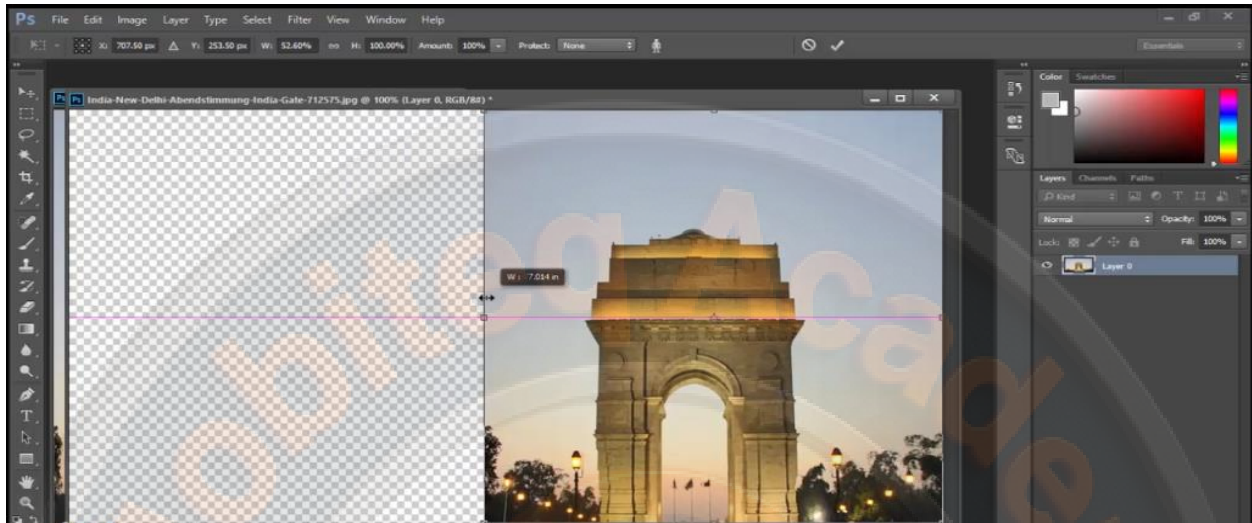 Ps File Edit Image Layer Type Select Filter View Window Help
X: 707.50 px Y: 253.50 px W: 52.60% H: 100.00% Amount: 100% Protect: None Essentials
Color Swatches
Ps Ps India-New-Delhi-Abendstimmung-India-Gate-712575.jpg @ 100% (Layer 0, RGB/8#) *
Layers Channels Paths
Kind
Normal Opacity: 100%
Lock: Fill: 100%
Layer 0
W : -7.014 in